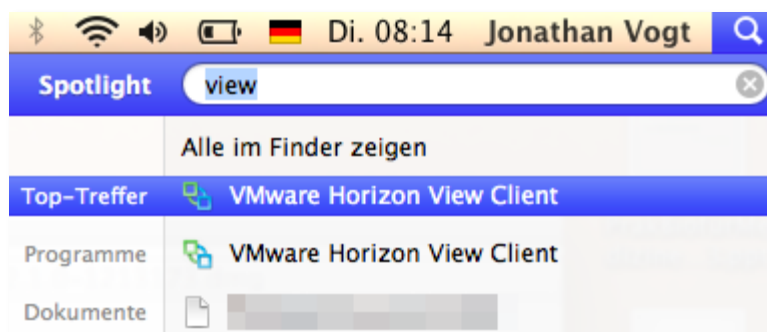 Di. 08:14 Jonathan Vogt
Spotlight view
Alle im Finder zeigen
Top-Treffer VMware Horizon View Client
Programme VMware Horizon View Client
Dokumente